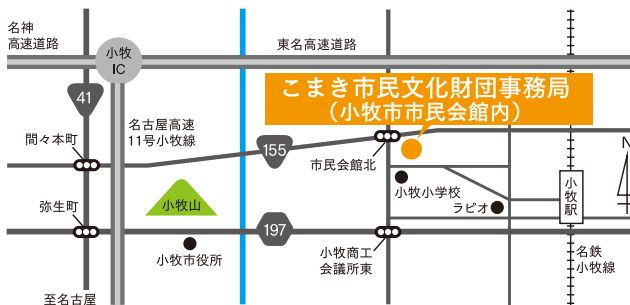 名神
高速道路
小牧
IC
東名高速道路
41
こまき市民文化財団事務局
(小牧市市民会館内)
名古屋高速
11号小牧線
間々本町
155
市民会館北
N
小牧小学校
小牧駅
弥生町
小牧山
ラピオ
197
小牧市役所
小牧商工
会議所東
名鉄
小牧線
至名古屋